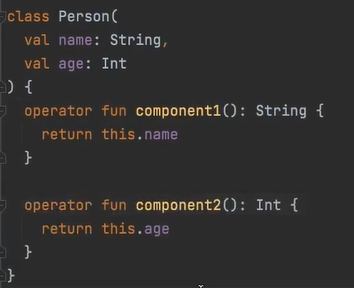 class Person(
  val name: String,
  val age: Int
) {
  operator fun component1(): String {
    return this.name
  }

  operator fun component2(): Int {
    return this.age
  }
}